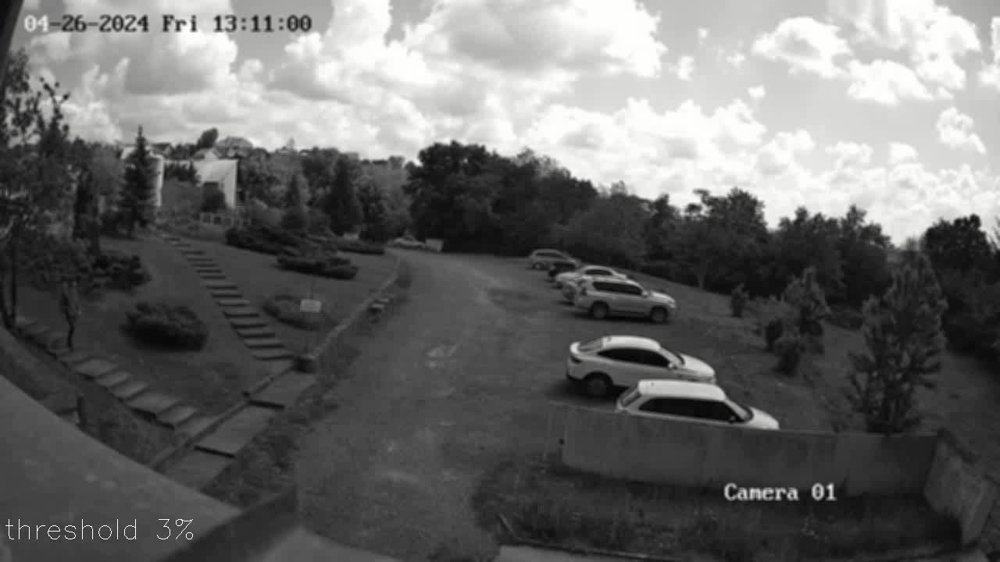 04-26-2024 Fri 13:11:00
Camera 01
threshold 3%